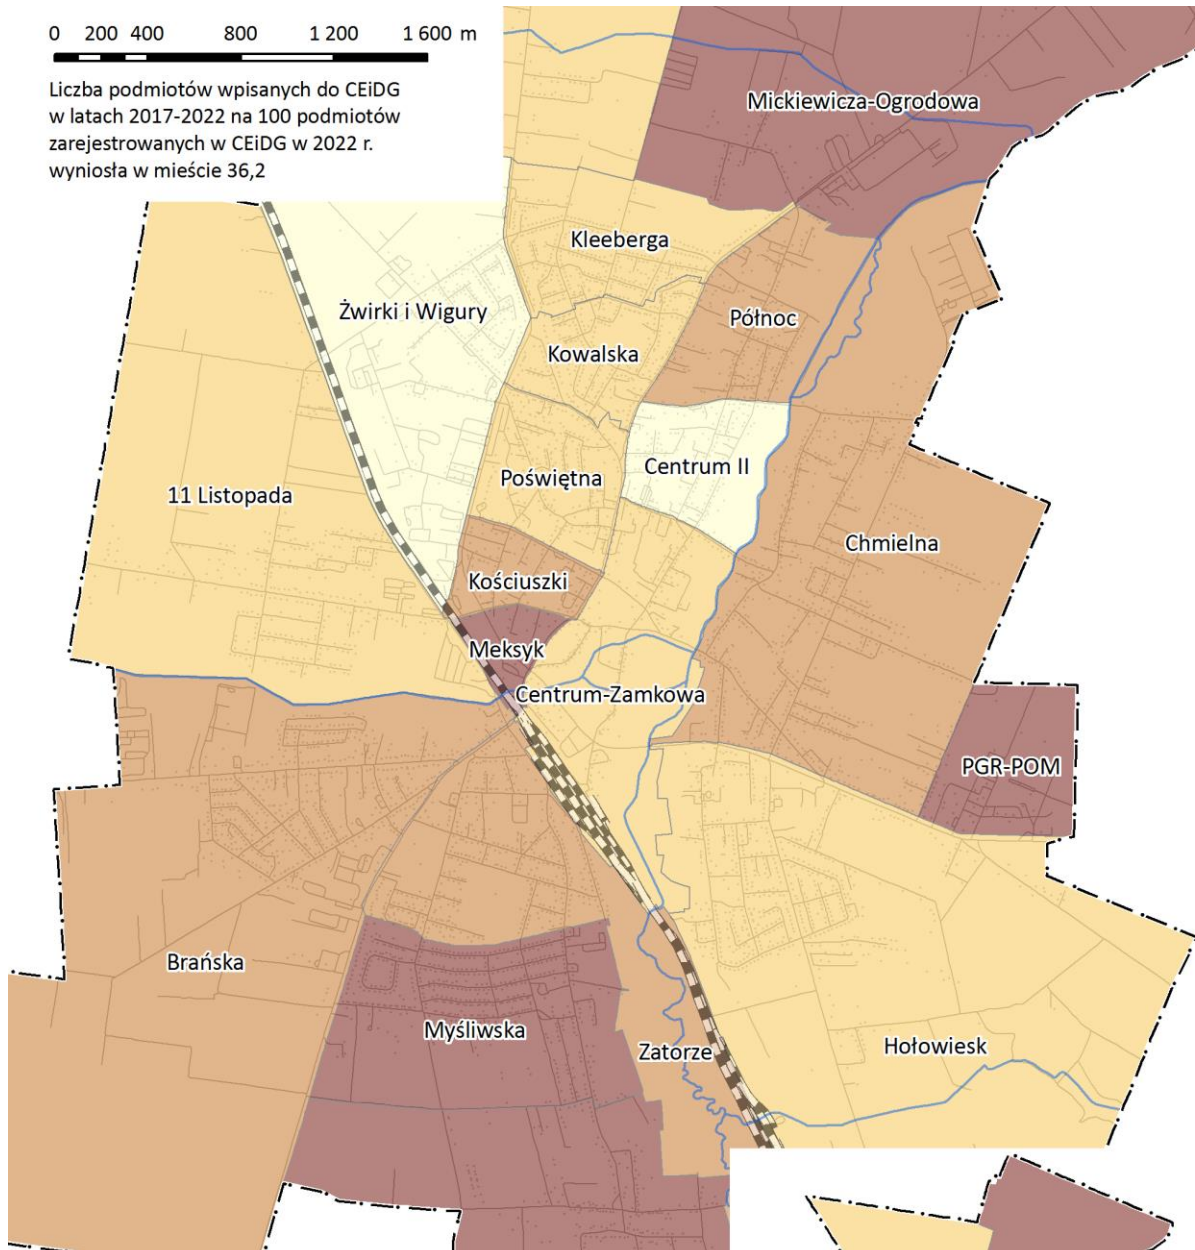 0 200 400 800 1 200 1 600 m
Liczba podmiotów wpisanych do CEiDG
w latach 2017-2022 na 100 podmiotów
zarejestrowanych w CEiDG w 2022 r.
wyniosła w mieście 36,2
Mickiewicza-Ogrodowa
Kleeberga
Żwirki i Wigury
Północ
Kowalska
Centrum II
Poświętna
11 Listopada
Chmielna
Kościuszki
Meksyk
Centrum-Zamkowa
PGR-POM
Brańska
Myśliwska
Zatorze
Hołowiesk